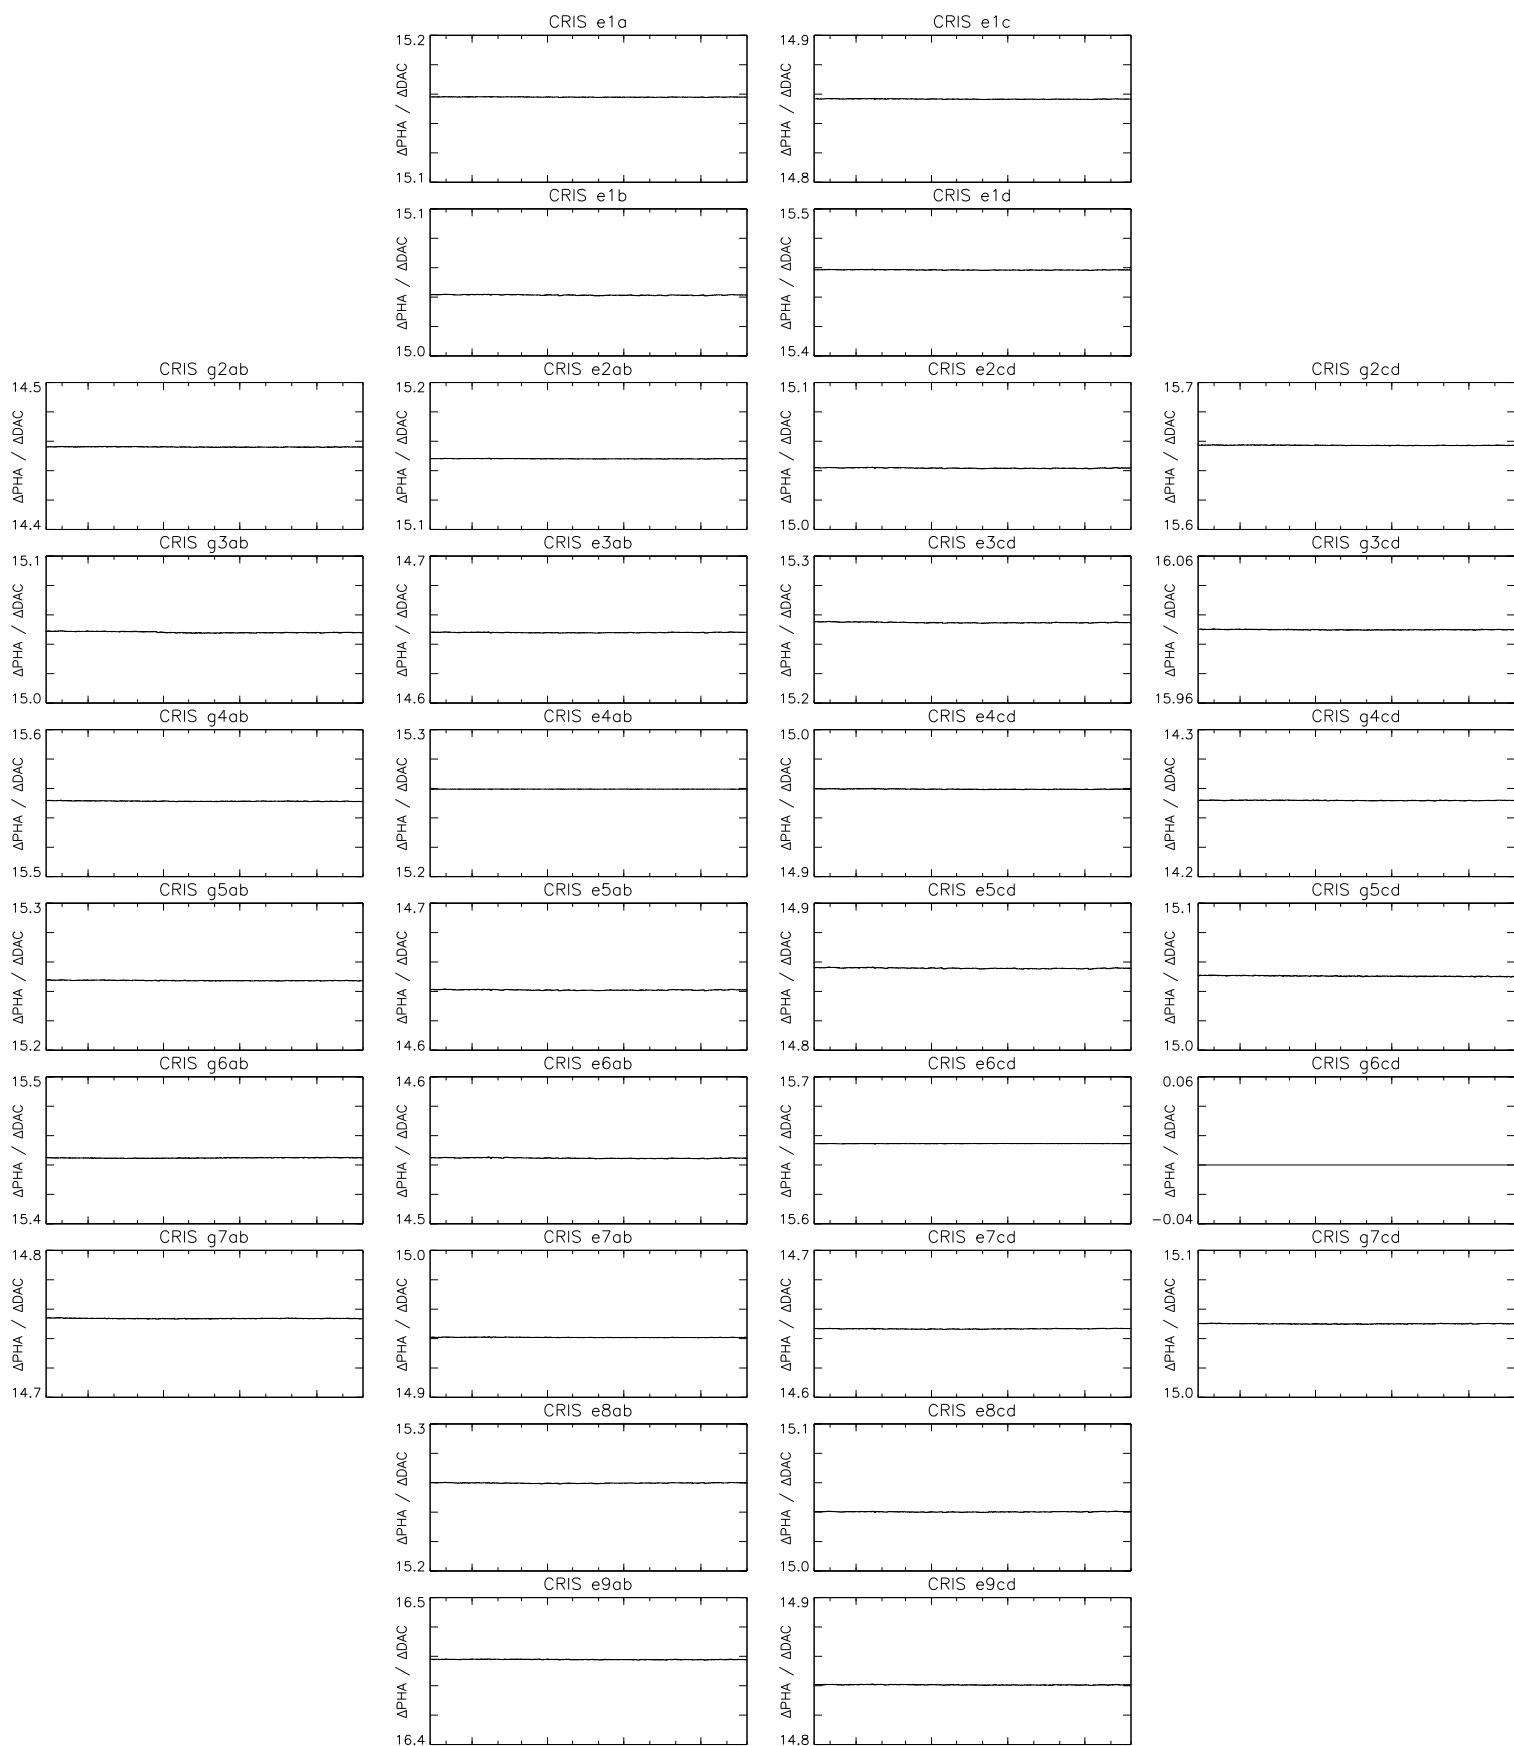 CRIS e1a
15.2
ΔPHA / ΔDAC
15.1
CRIS e1c
14.9
ΔPHA / ΔDAC
14.8
CRIS e1b
15.1
ΔPHA / ΔDAC
15.0
CRIS e1d
15.5
ΔPHA / ΔDAC
15.4
CRIS g2ab
14.5
ΔPHA / ΔDAC
14.4
CRIS e2ab
15.2
ΔPHA / ΔDAC
15.1
CRIS e2cd
15.1
ΔPHA / ΔDAC
15.0
CRIS g2cd
15.7
ΔPHA / ΔDAC
15.6
CRIS g3ab
15.1
ΔPHA / ΔDAC
15.0
CRIS e3ab
14.7
ΔPHA / ΔDAC
14.6
CRIS e3cd
15.3
ΔPHA / ΔDAC
15.2
CRIS g3cd
16.06
ΔPHA / ΔDAC
15.96
CRIS g4ab
15.6
ΔPHA / ΔDAC
15.5
CRIS e4ab
15.3
ΔPHA / ΔDAC
15.2
CRIS e4cd
15.0
ΔPHA / ΔDAC
14.9
CRIS g4cd
14.3
ΔPHA / ΔDAC
14.2
CRIS g5ab
15.3
ΔPHA / ΔDAC
15.2
CRIS e5ab
14.7
ΔPHA / ΔDAC
14.6
CRIS e5cd
14.9
ΔPHA / ΔDAC
14.8
CRIS g5cd
15.1
ΔPHA / ΔDAC
15.0
CRIS g6ab
15.5
ΔPHA / ΔDAC
15.4
CRIS e6ab
14.6
ΔPHA / ΔDAC
14.5
CRIS e6cd
15.7
ΔPHA / ΔDAC
15.6
CRIS g6cd
0.06
ΔPHA / ΔDAC
−0.04
CRIS g7ab
14.8
ΔPHA / ΔDAC
14.7
CRIS e7ab
15.0
ΔPHA / ΔDAC
14.9
CRIS e7cd
14.7
ΔPHA / ΔDAC
14.6
CRIS g7cd
15.1
ΔPHA / ΔDAC
15.0
CRIS e8ab
15.3
ΔPHA / ΔDAC
15.2
CRIS e8cd
15.1
ΔPHA / ΔDAC
15.0
CRIS e9ab
16.5
ΔPHA / ΔDAC
16.4
CRIS e9cd
14.9
ΔPHA / ΔDAC
14.8